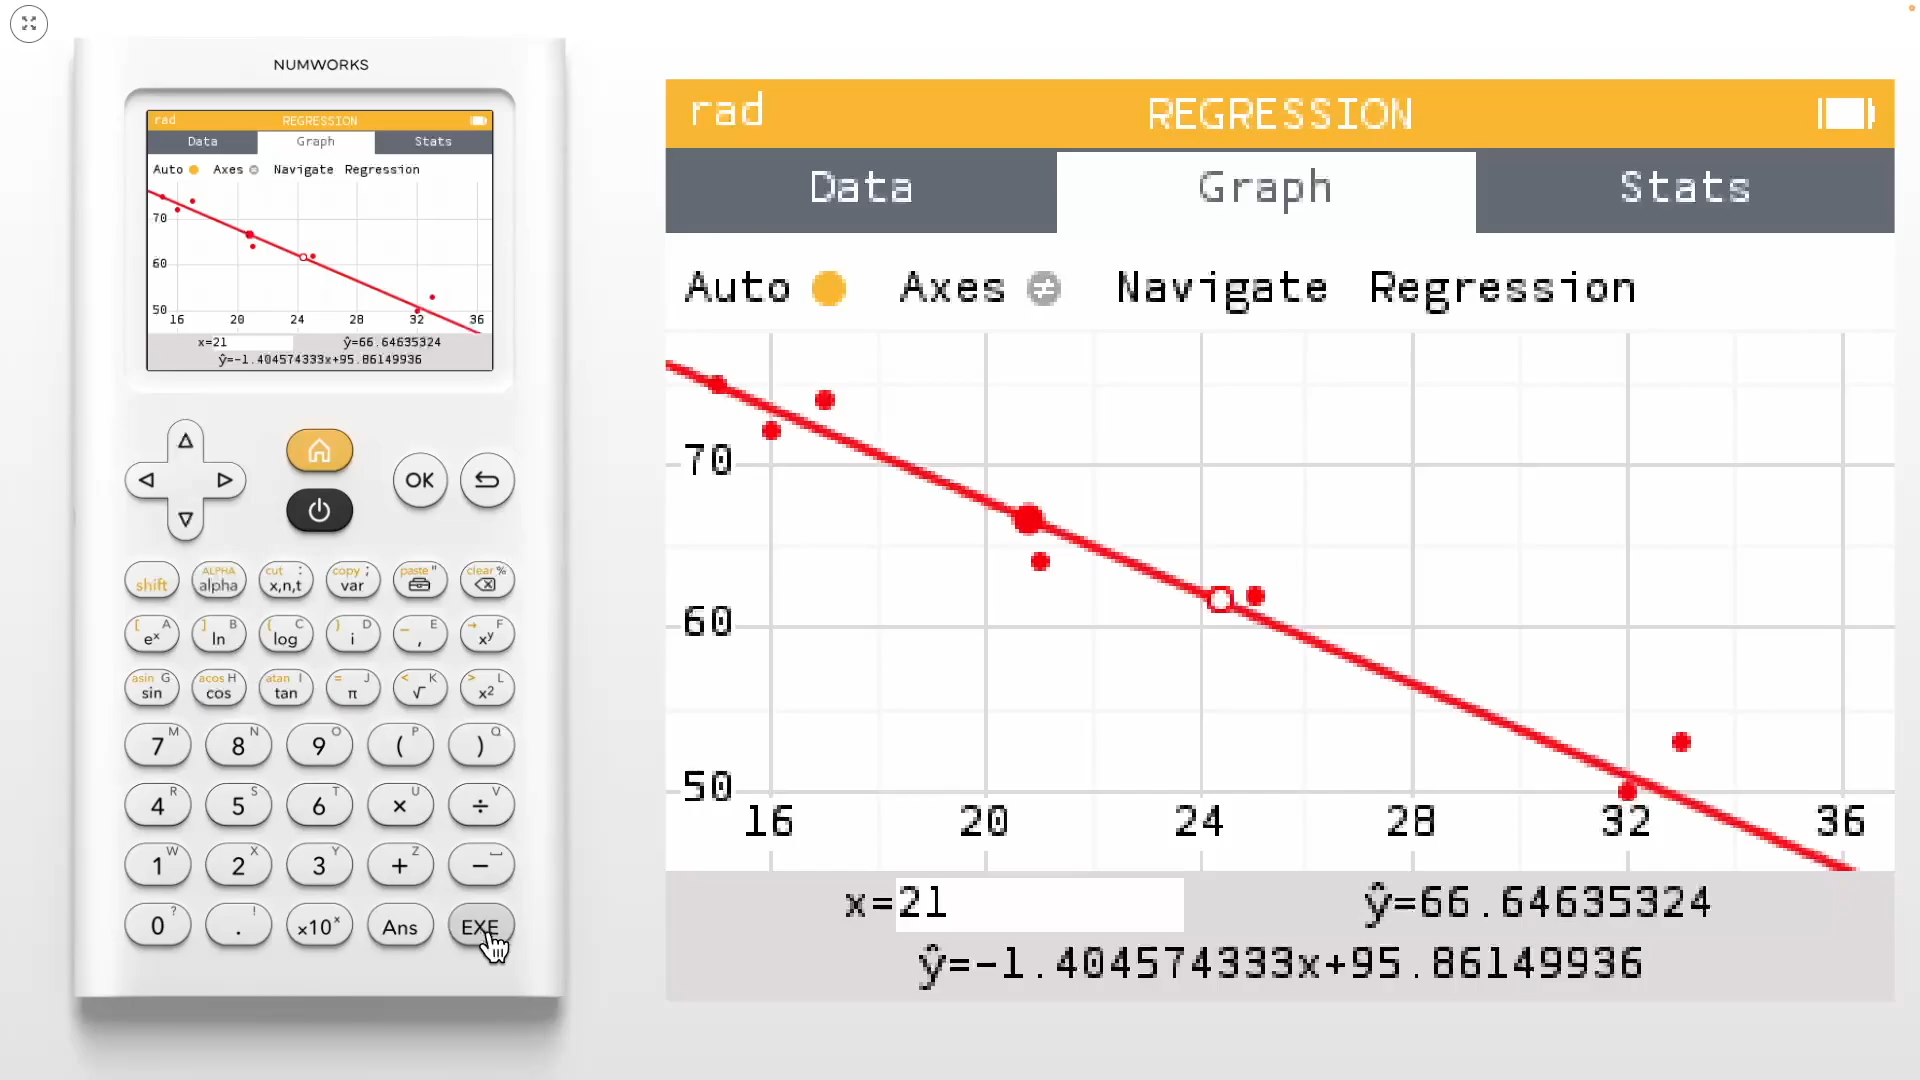 NUMWORKS
rad REGRESSION
Data Graph Stats
Auto Axes Navigate Regression
70
60
50
16 20 24 28 32 36
x=21 ŷ=66.64635324
ŷ=-1.404574333x+95.86149936
OK
shift
ALPHA alpha
cut : x,n,t
copy ; var
paste "
clear %
[ A eˣ
] B ln
{ C log
} D i
_ E ,
→ F xʸ
asin G sin
acos H cos
atan I tan
= J π
< K √
> L x²
7 M
8 N
9 O
( P
) Q
4 R
5 S
6 T
× U
÷ V
1 W
2 X
3 Y
+ Z
−
0 ?
. !
×10ˣ
Ans
EXE
rad REGRESSION
Data Graph Stats
Auto Axes Navigate Regression
70
60
50
16 20 24 28 32 36
x=21 ŷ=66.64635324
ŷ=-1.404574333x+95.86149936